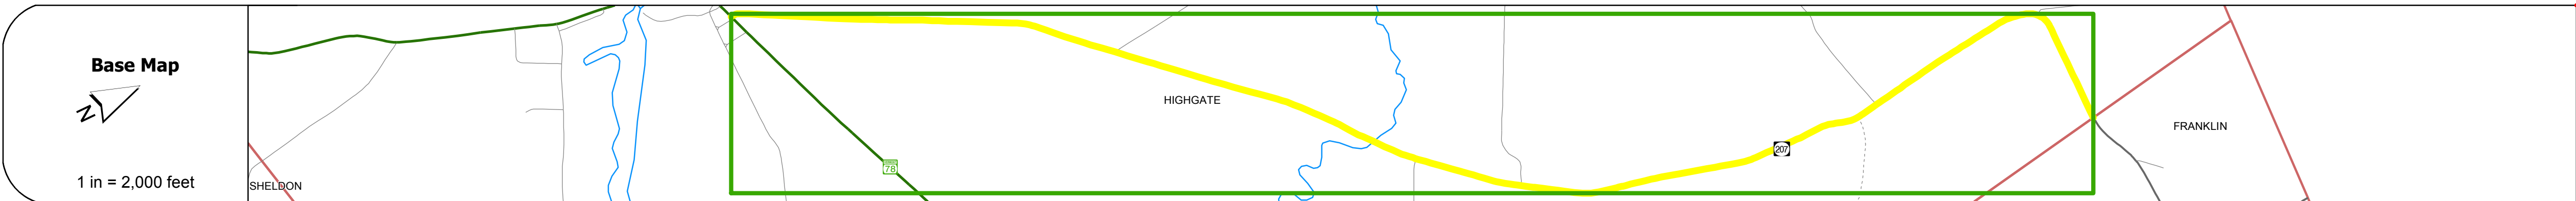 Base Map
N
1 in = 2,000 feet
SHELDON
78
HIGHGATE
207
FRANKLIN